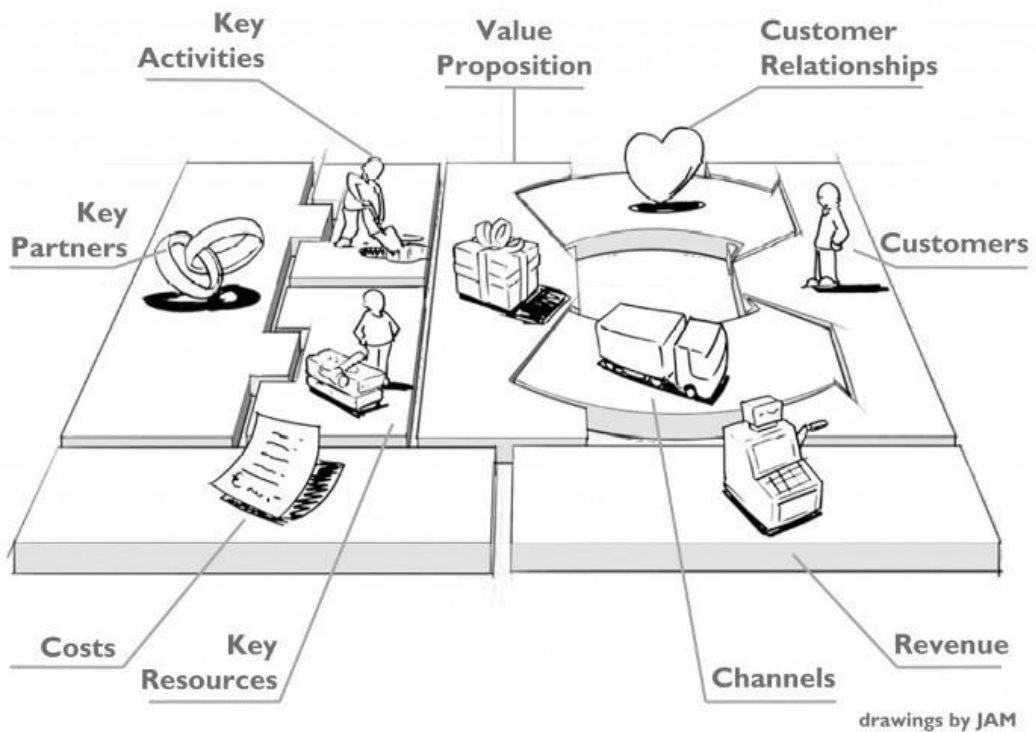 Key
Activities
Value
Proposition
Customer
Relationships
Key
Partners
Customers
Costs
Key
Resources
Channels
Revenue
drawings by JAM